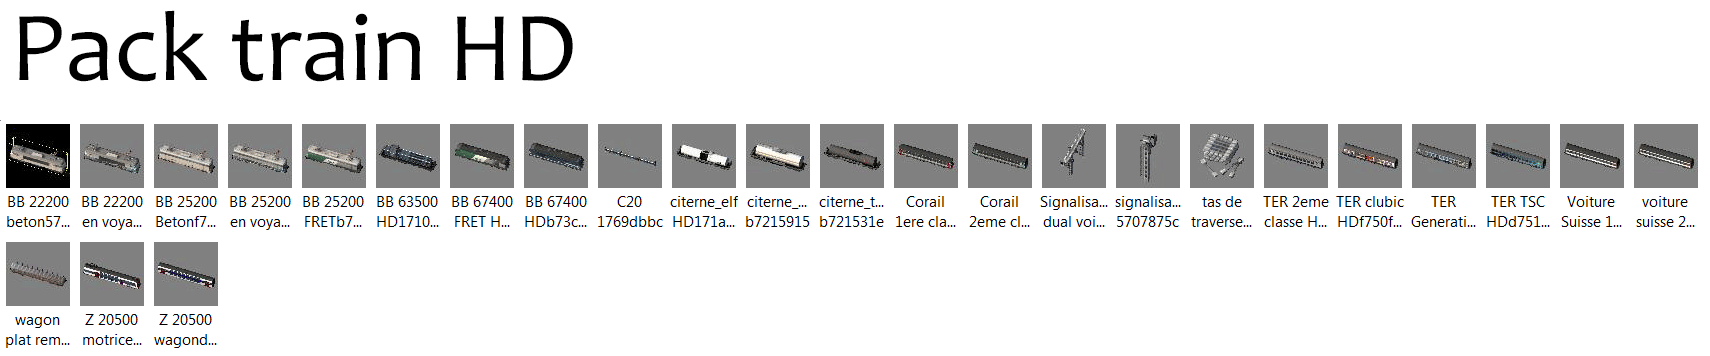 Pack train HD
BB 22200 BB 22200 BB 25200 BB 25200 BB 25200 BB 63500 BB 67400 BB 67400 C20 citerne_elf citerne_... citerne_t... Corail Corail Signalisa... signalisa... tas de TER 2eme TER clubic TER TER TSC Voiture voiture
beton57... en voya... Betonf7... en voya... FRETb7... HD1710... FRET H... HDb73c... 1769dbbc HD171a... b7215915 b721531e 1ere cla... 2eme cl... dual voi... 5707875c traverse... classe H... HDf750f... Generati... HDd751... Suisse 1... suisse 2...
wagon Z 20500 Z 20500
plat rem... motrice... wagond...